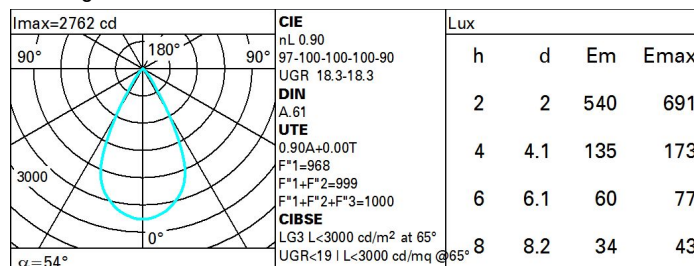 Imax=2762 cd
90°
180°
90°
3000
0°
α=54°
CIE
nL 0.90
97-100-100-100-90
UGR 18.3-18.3
DIN
A.61
UTE
0.90A+0.00T
F"1=968
F"1+F"2=999
F"1+F"2+F"3=1000
CIBSE
LG3 L<3000 cd/m² at 65°
UGR<19 | L<3000 cd/mq @65°
Lux
h d Em Emax
2 2 540 691
4 4.1 135 173
6 6.1 60 77
8 8.2 34 43